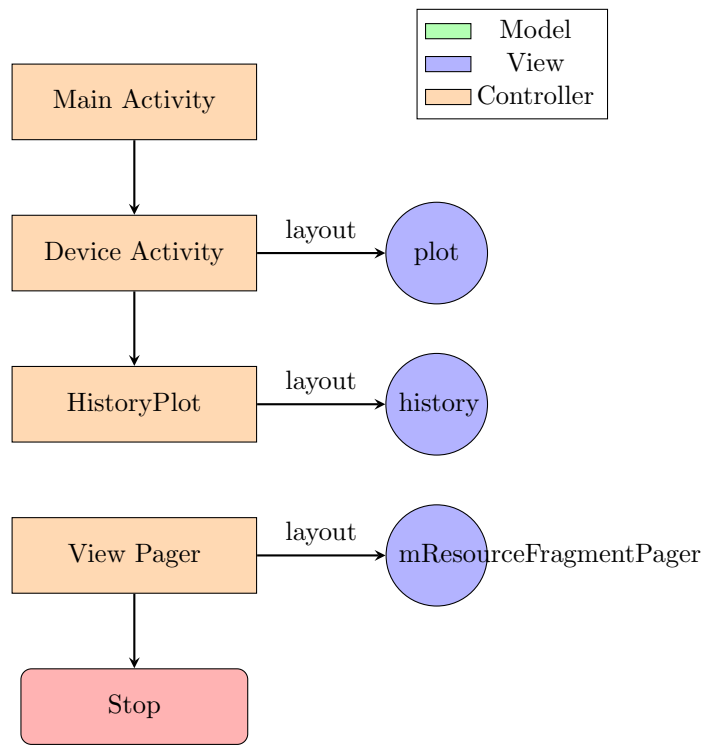 Model
View
Controller
Main Activity
Device Activity
layout
plot
HistoryPlot
layout
history
View Pager
layout
mResourceFragmentPager
Stop